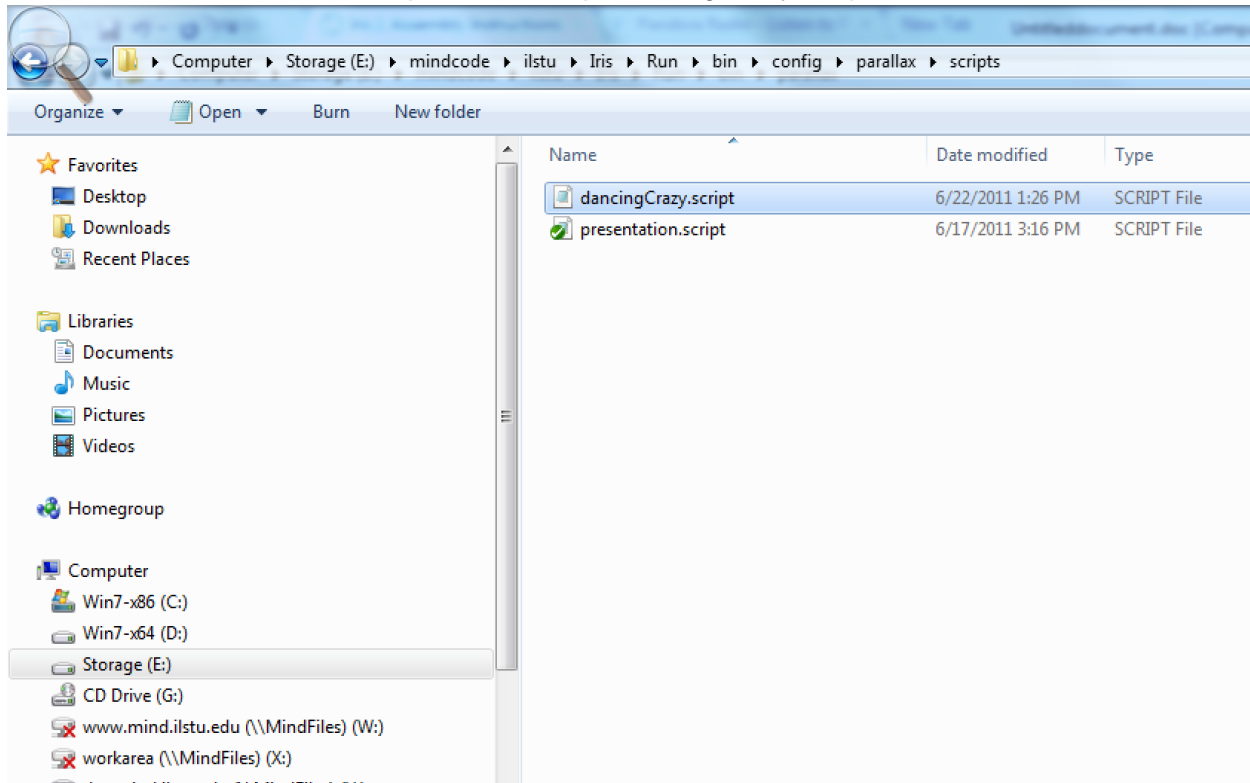 Computer ▸ Storage (E:) ▸ mindcode ▸ ilstu ▸ Iris ▸ Run ▸ bin ▸ config ▸ parallax ▸ scripts
Organize Open Burn New folder
Favorites
Desktop
Downloads
Recent Places
Libraries
Documents
Music
Pictures
Videos
Homegroup
Computer
Win7-x86 (C:)
Win7-x64 (D:)
Storage (E:)
CD Drive (G:)
www.mind.ilstu.edu (\\MindFiles) (W:)
workarea (\\MindFiles) (X:)
Name Date modified Type
dancingCrazy.script 6/22/2011 1:26 PM SCRIPT File
presentation.script 6/17/2011 3:16 PM SCRIPT File